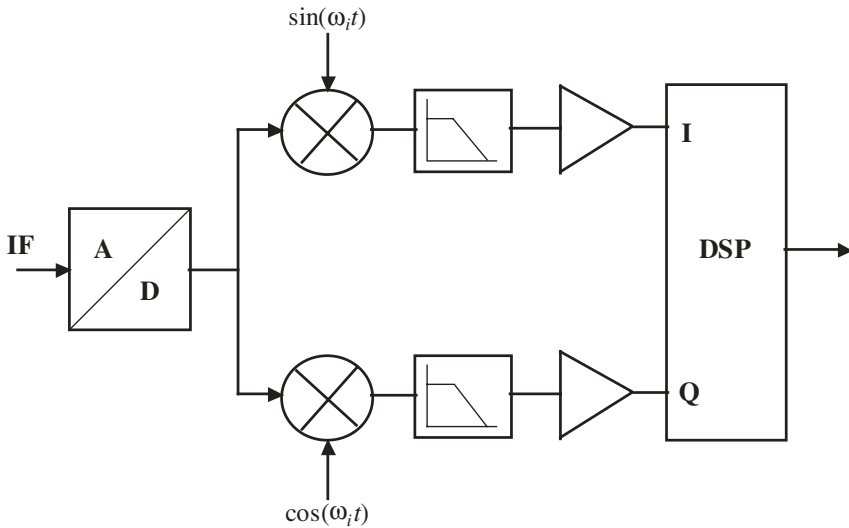 sin(ωᵢt)
I
IF
A
D
DSP
Q
cos(ωᵢt)